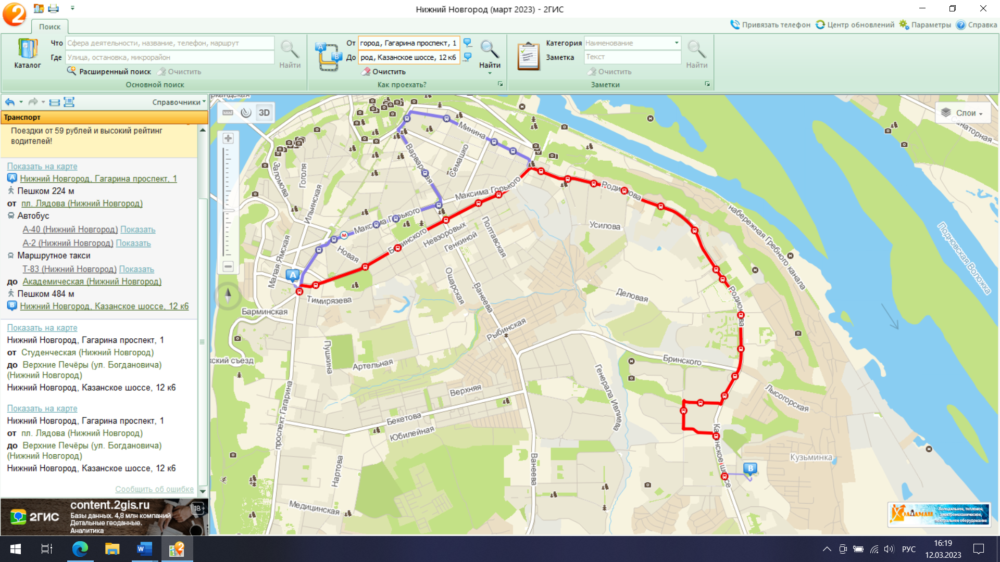 Нижний Новгород (март 2023) - 2ГИС
Поиск
Привязать телефон
Центр обновлений
Параметры
Справка
Каталог
Что
Сфера деятельности, название, телефон, маршрут
Где
Улица, остановка, микрорайон
Найти
Расширенный поиск
Очистить
Основной поиск
От
город, Гагарина проспект, 1
До
род, Казанское шоссе, 12 к6
Найти
Очистить
Как проехать?
Категория
Наименование
Заметка
Текст
Найти
Очистить
Заметки
Справочники
Транспорт
Поездки от 59 рублей и высокий рейтинг
водителей!
Показать на карте
A Нижний Новгород, Гагарина проспект, 1
Пешком 224 м
от пл. Лядова (Нижний Новгород)
Автобус
А-40 (Нижний Новгород) Показать
А-2 (Нижний Новгород) Показать
Маршрутное такси
Т-83 (Нижний Новгород) Показать
до Академическая (Нижний Новгород)
Пешком 484 м
B Нижний Новгород, Казанское шоссе, 12 к6
Показать на карте
Нижний Новгород, Гагарина проспект, 1
от Студенческая (Нижний Новгород)
до Верхние Печёры (ул. Богдановича)
(Нижний Новгород)
Нижний Новгород, Казанское шоссе, 12 к6
Показать на карте
Нижний Новгород, Гагарина проспект, 1
от пл. Лядова (Нижний Новгород)
до Верхние Печёры (ул. Богдановича)
(Нижний Новгород)
Нижний Новгород, Казанское шоссе, 12 к6
Сообщить об ошибке
2ГИС
content.2gis.ru
Базы данных. 4,8 млн компаний
Детальные геоданные.
Аналитика
18+
3D
Слои
Санаторная
Минина
Варварская
Семашко
Гоголя
Заломова
Ильинская
Максима Горького
Максима Горького
Родионова
набережная Гребного канала
Подновская Воложка
Усилова
Полтавская
Невзоровых
Генкиной
Новая
Малая Ямская
Ошарская
Ванеева
Деловая
Родионова
A
Тимирязева
Барминская
Рыбинская
Пушкина
Артельная
Бринского
Генерала Ивлиева
Лысогорская
проспект Гагарина
Верхняя
Бекетова
Юбилейная
Казанское шоссе
Кузьминка
B
Нартова
Ванеева
Медицинская
Холодильное, тепловое,
электромеханическое,
нейтральное оборудование
W
2
РУС
16:19
12.03.2023